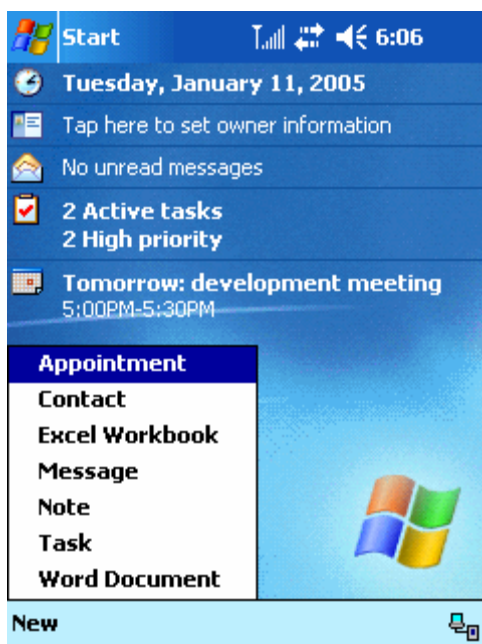 Start 6:06
Tuesday, January 11, 2005
Tap here to set owner information
No unread messages
2 Active tasks
2 High priority
Tomorrow: development meeting
5:00PM-5:30PM
Appointment
Contact
Excel Workbook
Message
Note
Task
Word Document
New